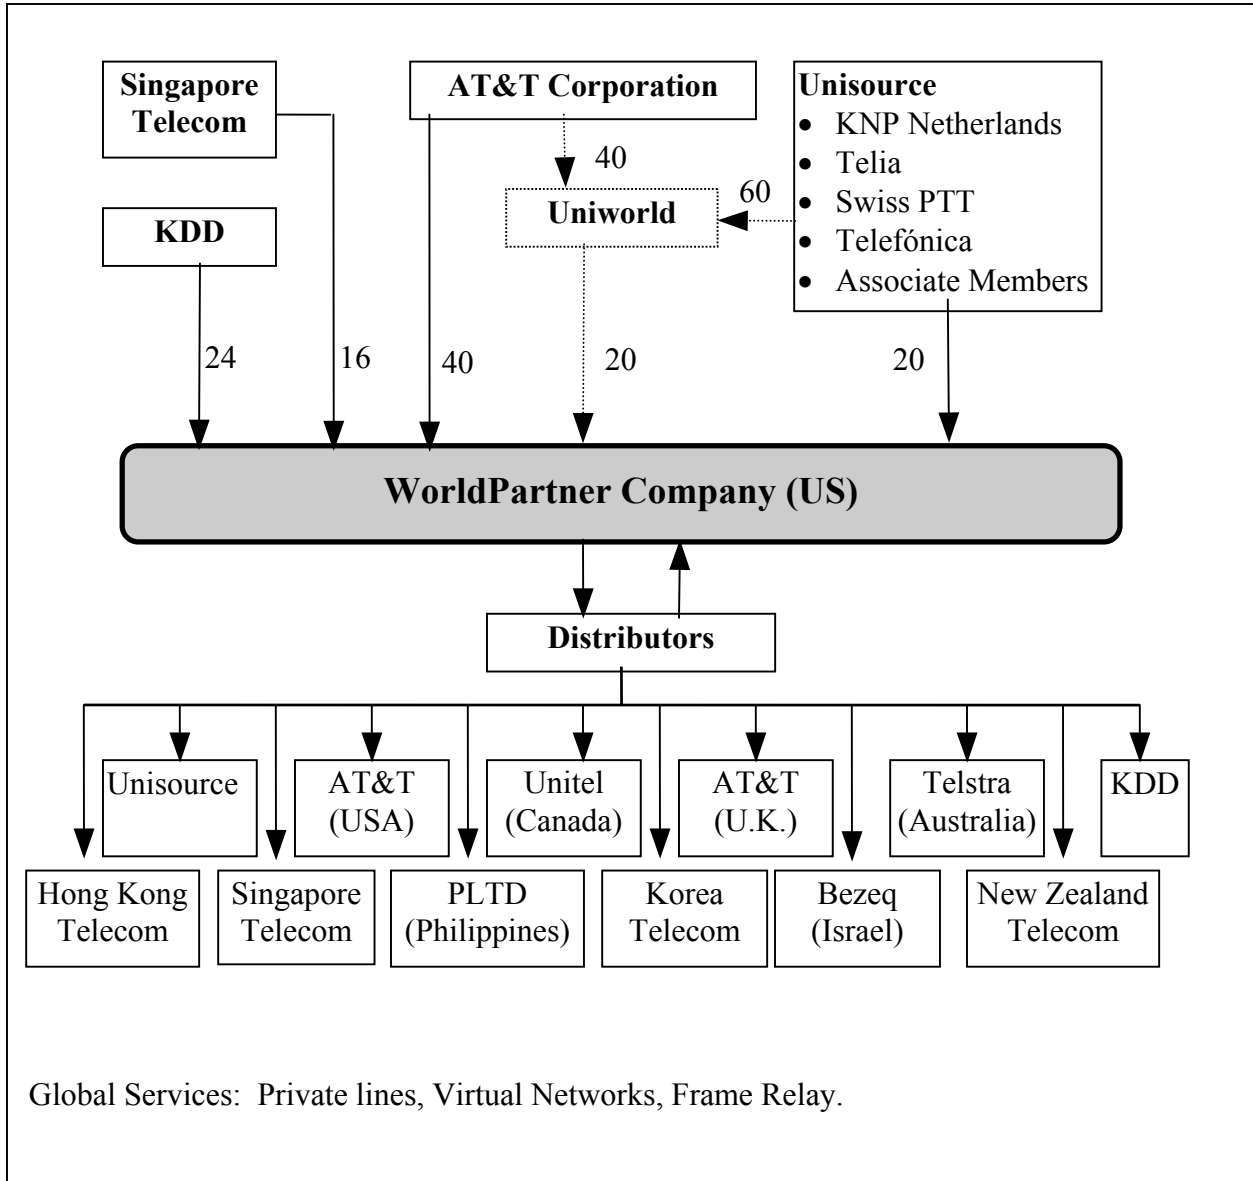 Singapore
Telecom
AT&T Corporation
Unisource
• KNP Netherlands
• Telia
• Swiss PTT
• Telefónica
• Associate Members
40
60
Uniworld
KDD
24
16
40
20
20
WorldPartner Company (US)
Distributors
Unisource
AT&T
(USA)
Unitel
(Canada)
AT&T
(U.K.)
Telstra
(Australia)
KDD
Hong Kong
Telecom
Singapore
Telecom
PLTD
(Philippines)
Korea
Telecom
Bezeq
(Israel)
New Zealand
Telecom
Global Services: Private lines, Virtual Networks, Frame Relay.